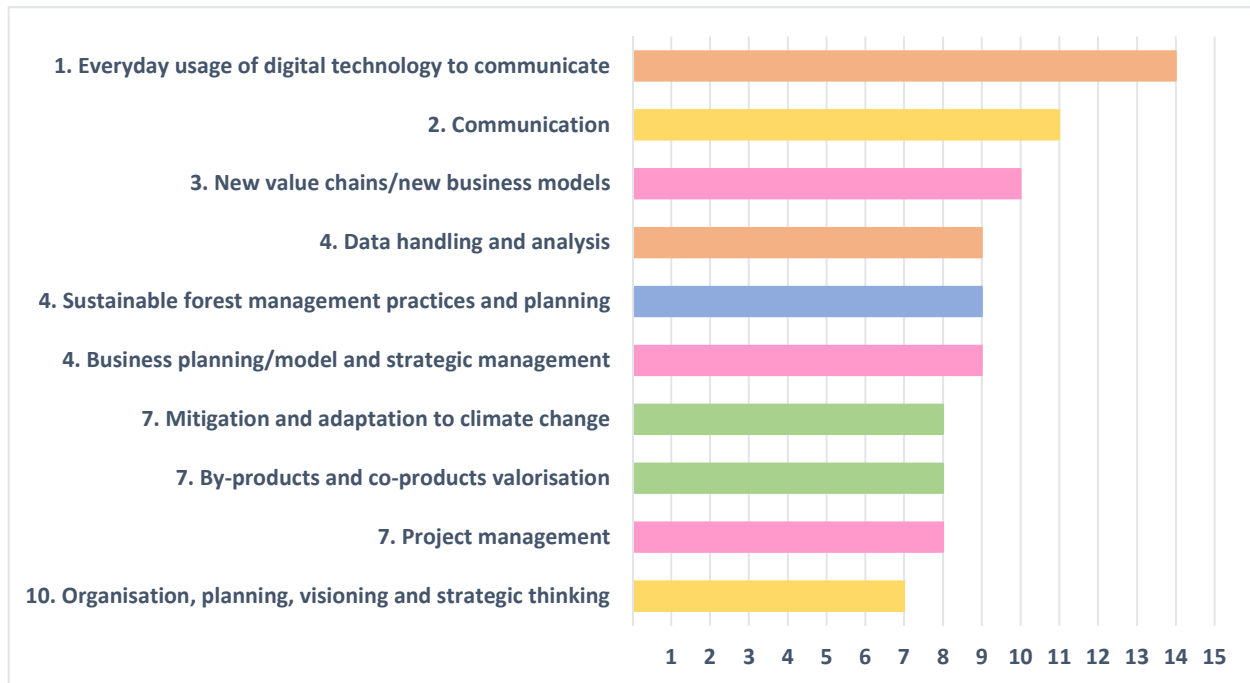 1. Everyday usage of digital technology to communicate
2. Communication
3. New value chains/new business models
4. Data handling and analysis
4. Sustainable forest management practices and planning
4. Business planning/model and strategic management
7. Mitigation and adaptation to climate change
7. By-products and co-products valorisation
7. Project management
10. Organisation, planning, visioning and strategic thinking
1 2 3 4 5 6 7 8 9 10 11 12 13 14 15